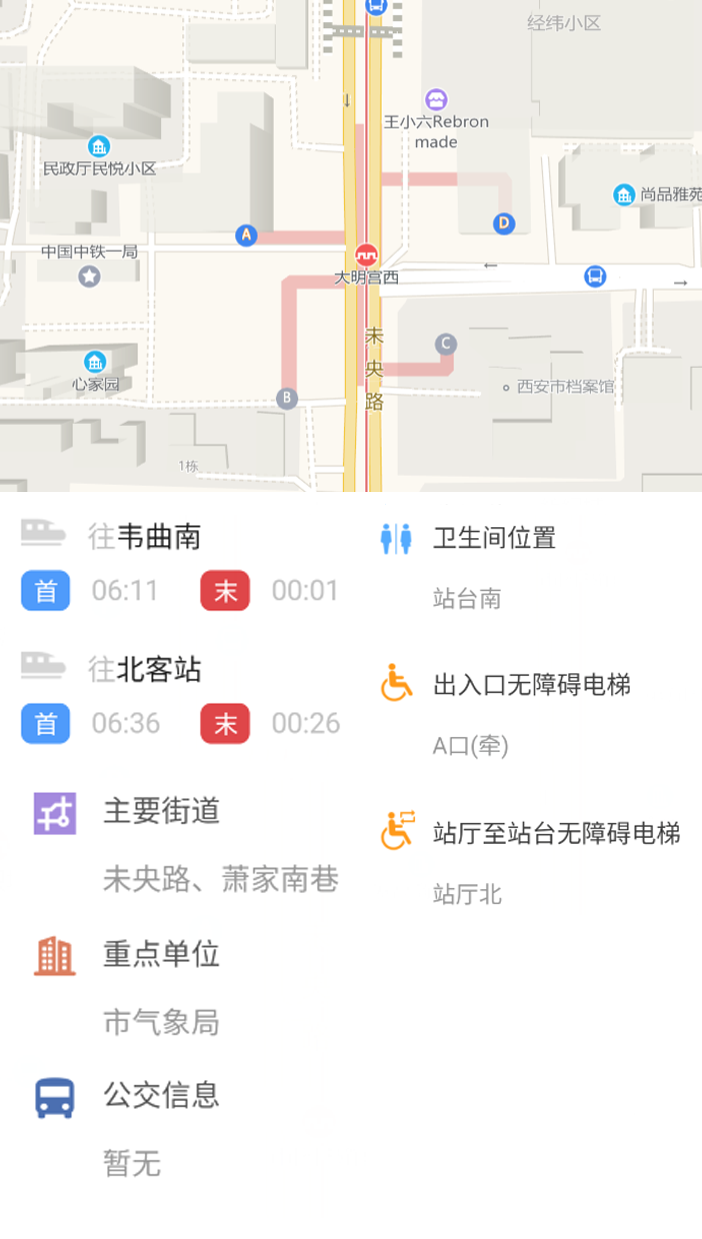 经纬小区
王小六Rebron
made
民政厅民悦小区
尚品雅苑
D
A
中国中铁一局
大明宫西
未
央
路
C
心家园
西安市档案馆
B
1栋
往韦曲南
首 06:11 末 00:01
往北客站
首 06:36 末 00:26
主要街道
未央路、萧家南巷
重点单位
市气象局
公交信息
暂无
卫生间位置
站台南
出入口无障碍电梯
A口(牵)
站厅至站台无障碍电梯
站厅北